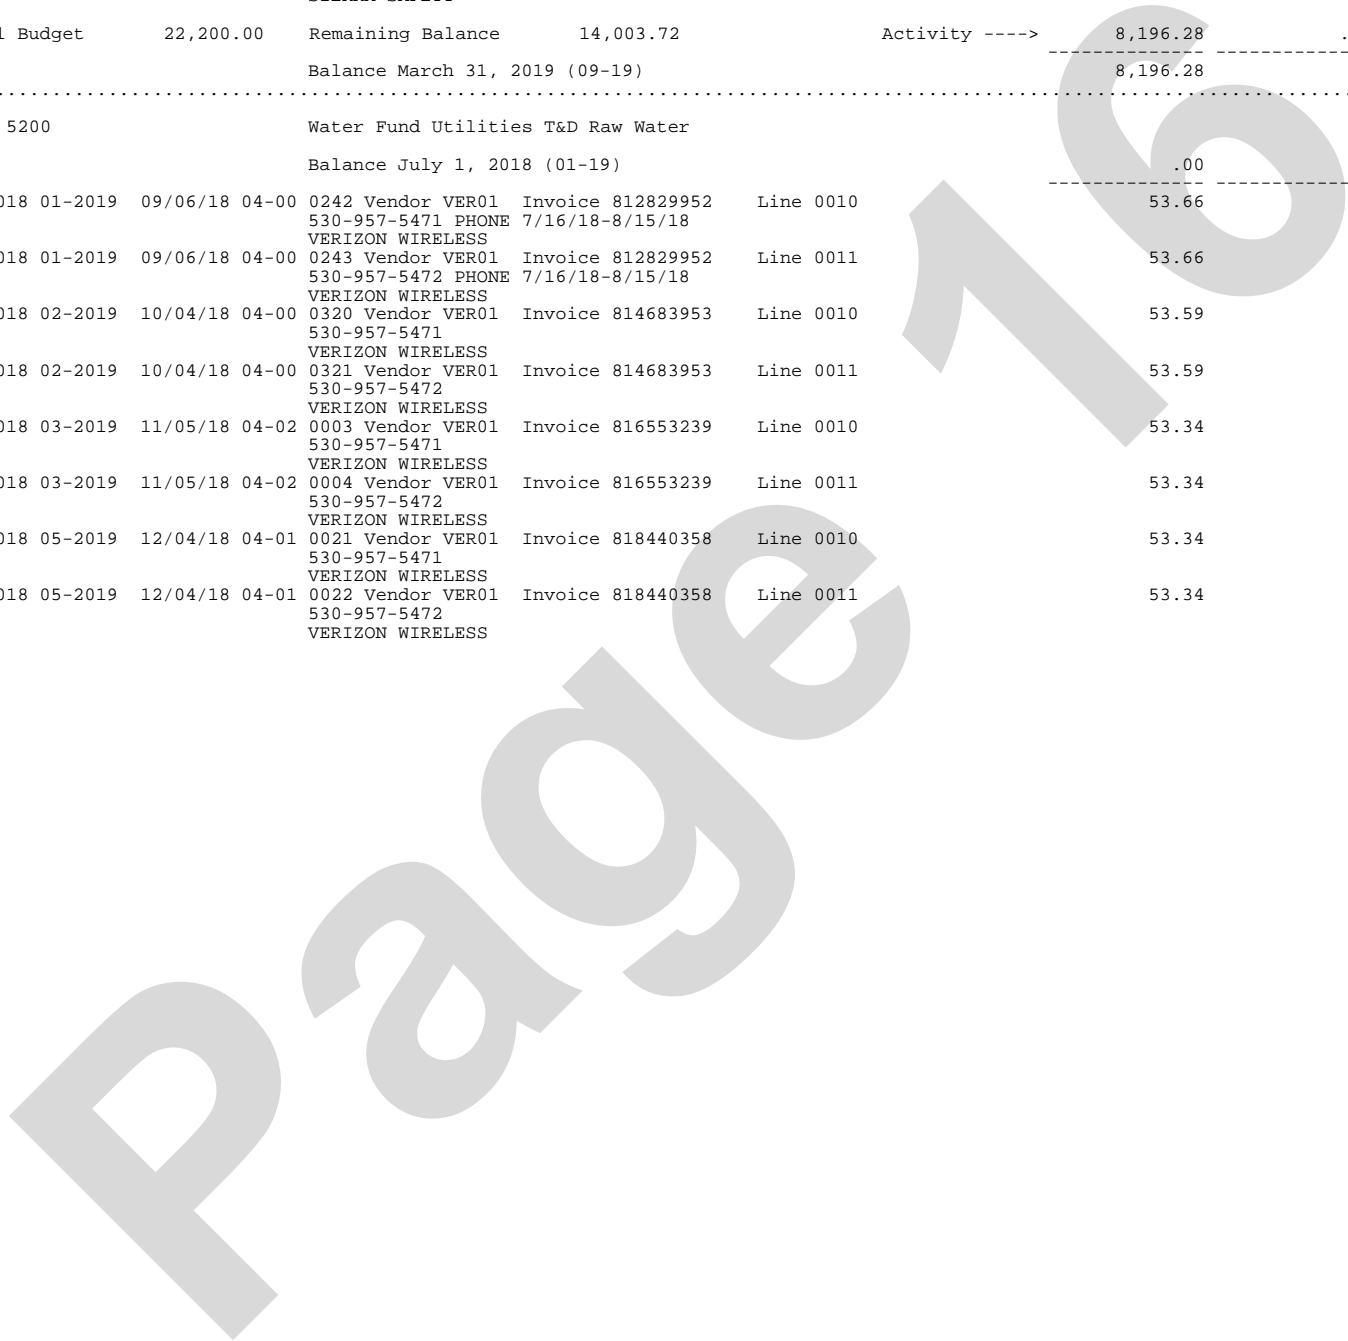 l Budget 22,200.00 Remaining Balance 14,003.72 Activity ----> 8,196.28 .
Balance March 31, 2019 (09-19) 8,196.28
5200 Water Fund Utilities T&D Raw Water
Balance July 1, 2018 (01-19) .00
018 01-2019 09/06/18 04-00 0242 Vendor VER01 Invoice 812829952 Line 0010 53.66
530-957-5471 PHONE 7/16/18-8/15/18
VERIZON WIRELESS
018 01-2019 09/06/18 04-00 0243 Vendor VER01 Invoice 812829952 Line 0011 53.66
530-957-5472 PHONE 7/16/18-8/15/18
VERIZON WIRELESS
018 02-2019 10/04/18 04-00 0320 Vendor VER01 Invoice 814683953 Line 0010 53.59
530-957-5471
VERIZON WIRELESS
018 02-2019 10/04/18 04-00 0321 Vendor VER01 Invoice 814683953 Line 0011 53.59
530-957-5472
VERIZON WIRELESS
018 03-2019 11/05/18 04-02 0003 Vendor VER01 Invoice 816553239 Line 0010 53.34
530-957-5471
VERIZON WIRELESS
018 03-2019 11/05/18 04-02 0004 Vendor VER01 Invoice 816553239 Line 0011 53.34
530-957-5472
VERIZON WIRELESS
018 05-2019 12/04/18 04-01 0021 Vendor VER01 Invoice 818440358 Line 0010 53.34
530-957-5471
VERIZON WIRELESS
018 05-2019 12/04/18 04-01 0022 Vendor VER01 Invoice 818440358 Line 0011 53.34
530-957-5472
VERIZON WIRELESS
Page 16